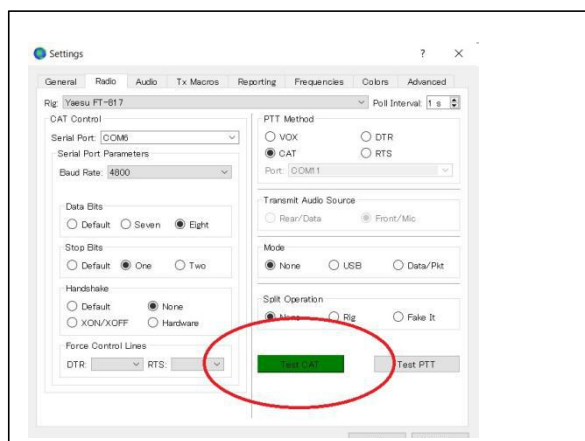 Settings
? ×
General Radio Audio Tx Macros Reporting Frequencies Colors Advanced
Rig: Yaesu FT-817 Poll Interval: 1 s
CAT Control
Serial Port: COM6
Serial Port Parameters
Baud Rate: 4800
Data Bits
Default Seven Eight
Stop Bits
Default One Two
Handshake
Default None
XON/XOFF Hardware
Force Control Lines
DTR: RTS:
PTT Method
VOX DTR
CAT RTS
Port: COM11
Transmit Audio Source
Rear/Data Front/Mic
Mode
None USB Data/Pkt
Split Operation
None Rig Fake It
Test CAT Test PTT